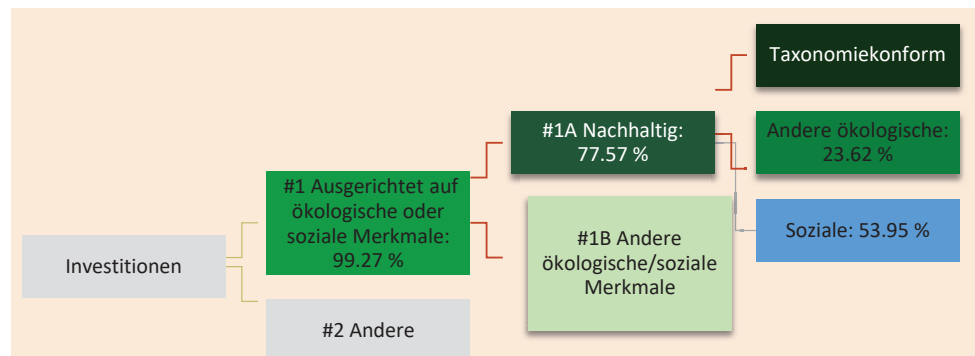 Investitionen
#1 Ausgerichtet auf
ökologische oder
soziale Merkmale:
99.27 %
#2 Andere
#1A Nachhaltig:
77.57 %
#1B Andere
ökologische/soziale
Merkmale
Taxonomiekonform
Andere ökologische:
23.62 %
Soziale: 53.95 %